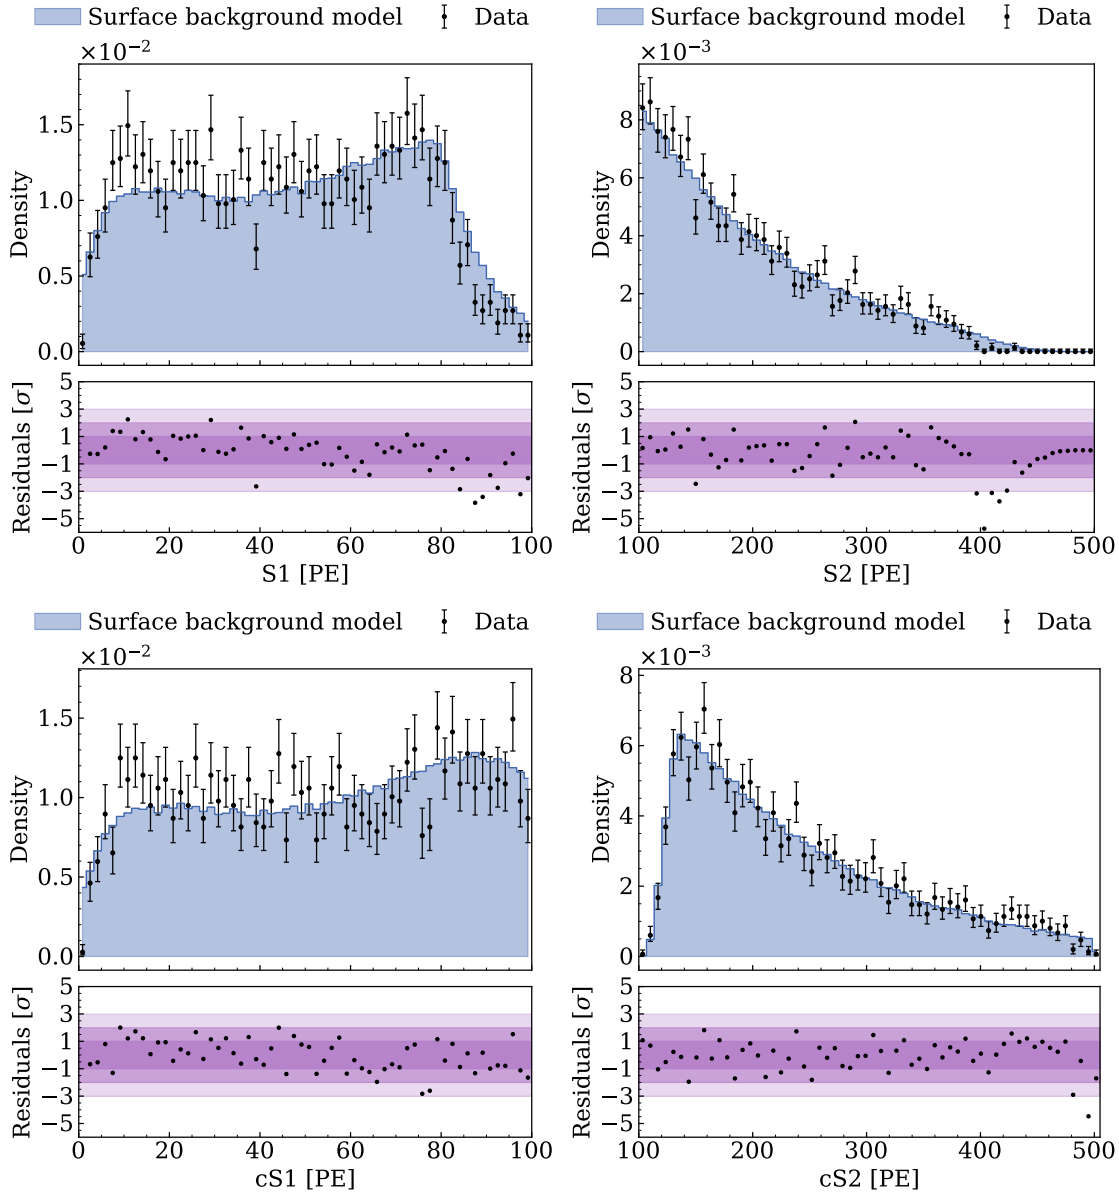 Surface background model Data
×10⁻²
Density
1.5
1.0
0.5
0.0
Residuals [σ]
5
3
1
−1
−3
−5
0 20 40 60 80 100
S1 [PE]
Surface background model Data
×10⁻³
Density
8
6
4
2
0
Residuals [σ]
5
3
1
−1
−3
−5
100 200 300 400 500
S2 [PE]
Surface background model Data
×10⁻²
Density
1.5
1.0
0.5
0.0
Residuals [σ]
5
3
1
−1
−3
−5
0 20 40 60 80 100
cS1 [PE]
Surface background model Data
×10⁻³
Density
8
6
4
2
0
Residuals [σ]
5
3
1
−1
−3
−5
100 200 300 400 500
cS2 [PE]